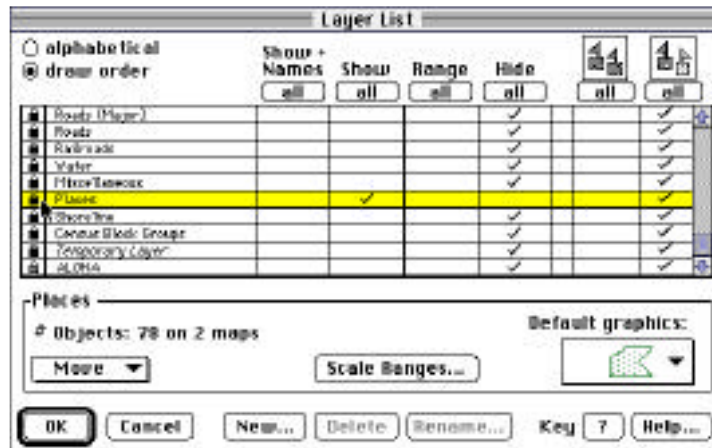 Layer List
alphabetical
draw order
Show + Names Show Range Hide
all all all all all all
Roads (Major)
Roads
Railroads
Water
Miscellaneous
Places
Shoreline
Census Block Groups
Temporary Layer
ALOHA
Places
# Objects: 78 on 2 maps
Default graphics:
Move Scale Ranges...
OK Cancel New... Delete Rename... Key ? Help...